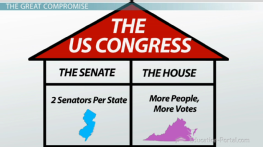 THE GREAT COMPROMISE
THE
US CONGRESS
THE SENATE
THE HOUSE
2 Senators Per State
More People,
More Votes